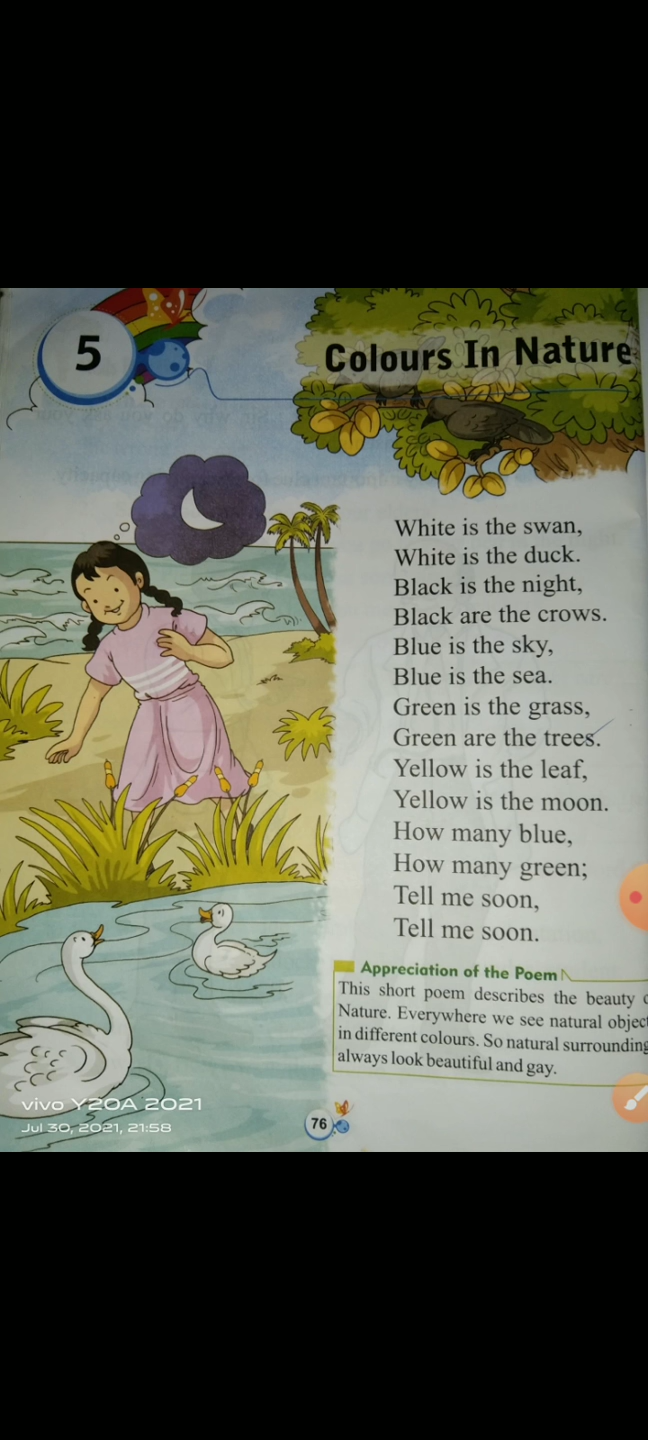 5
Colours In Nature
White is the swan,
White is the duck.
Black is the night,
Black are the crows.
Blue is the sky,
Blue is the sea.
Green is the grass,
Green are the trees.
Yellow is the leaf,
Yellow is the moon.
How many blue,
How many green;
Tell me soon,
Tell me soon.
Appreciation of the Poem
This short poem describes the beauty
Nature. Everywhere we see natural object
in different colours. So natural surrounding
always look beautiful and gay.
vivo Y20A 2021
Jul 30, 2021, 21:58
76